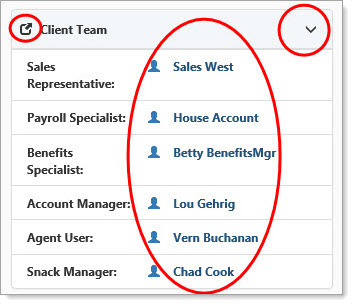 Client Team
Sales Representative: Sales West
Payroll Specialist: House Account
Benefits Specialist: Betty BenefitsMgr
Account Manager: Lou Gehrig
Agent User: Vern Buchanan
Snack Manager: Chad Cook